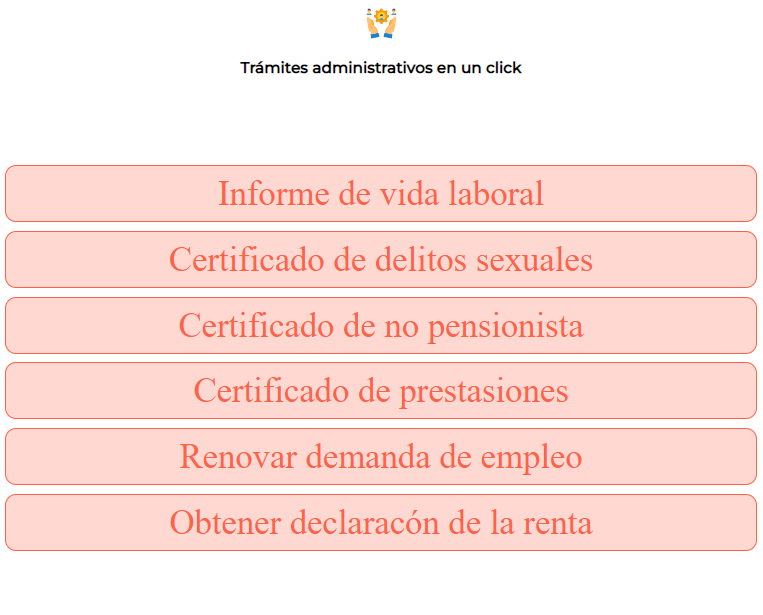 Trámites administrativos en un click
Informe de vida laboral
Certificado de delitos sexuales
Certificado de no pensionista
Certificado de prestasiones
Renovar demanda de empleo
Obtener declaracón de la renta